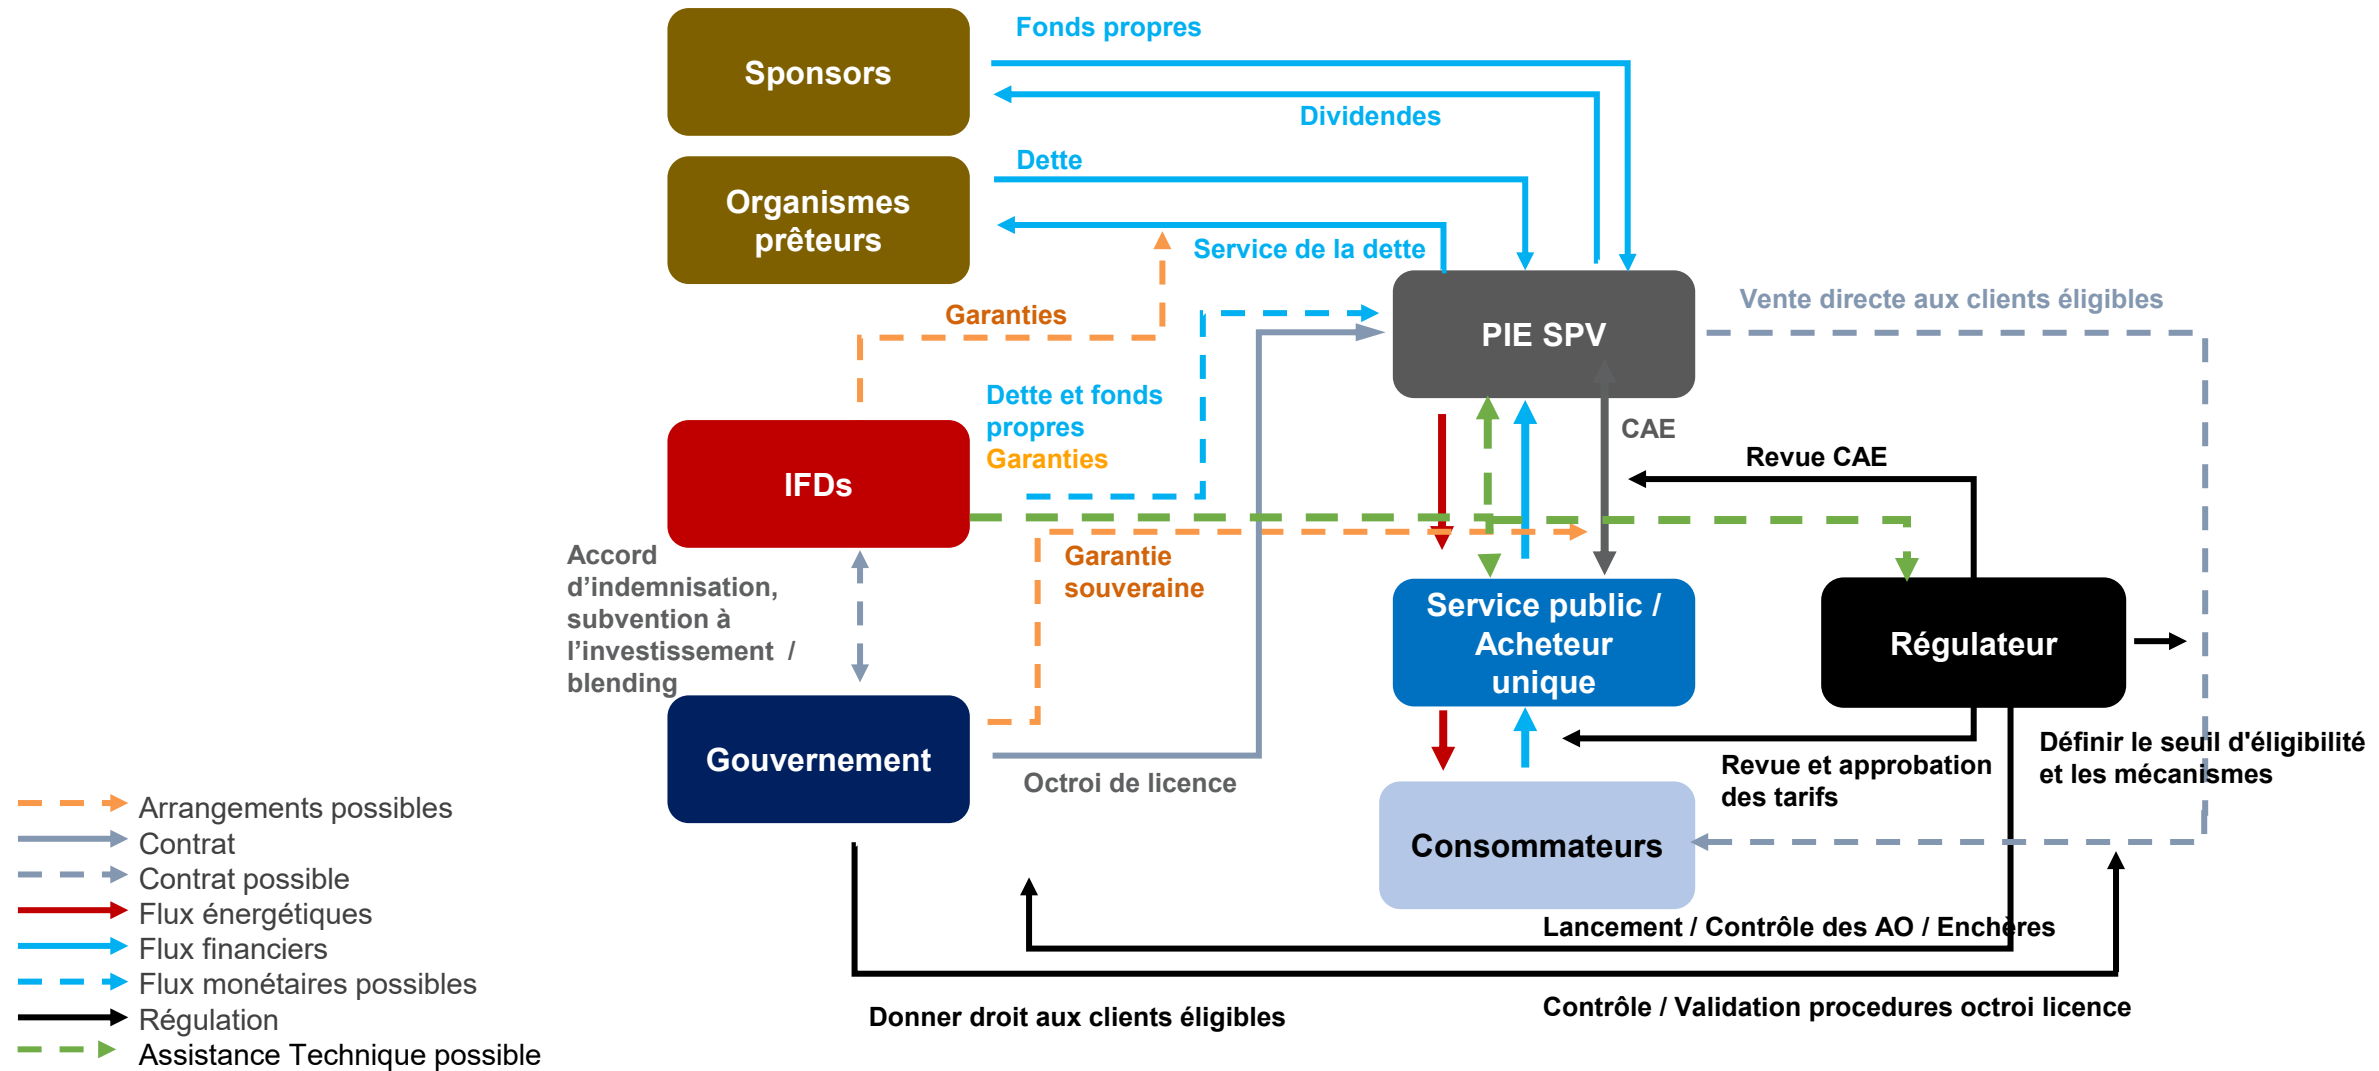 Fonds propres
Sponsors
Dividendes
Dette
Organismes
prêteurs
Service de la dette
Garanties
PIE SPV
Vente directe aux clients éligibles
Dette et fonds
propres
Garanties
CAE
Revue CAE
IFDs
Accord
d’indemnisation,
subvention à
l’investissement /
blending
Garantie
souveraine
Service public /
Acheteur
unique
Régulateur
Gouvernement
Octroi de licence
Revue et approbation
des tarifs
Définir le seuil d'éligibilité
et les mécanismes
Consommateurs
Arrangements possibles
Contrat
Contrat possible
Flux énergétiques
Flux financiers
Flux monétaires possibles
Régulation
Assistance Technique possible
Lancement / Contrôle des AO / Enchères
Donner droit aux clients éligibles
Contrôle / Validation procedures octroi licence